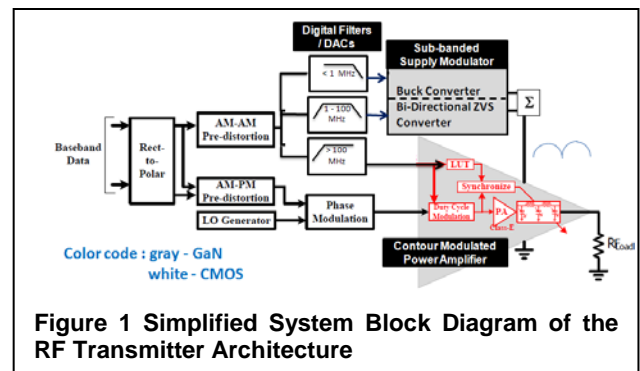 Digital Filters
/ DACs
Sub-banded
Supply Modulator
< 1 MHz
Buck Converter
Bi-Directional ZVS
Converter
Σ
1 - 100
MHz
> 100
MHz
Baseband
Data
Rect-
to-
Polar
AM-AM
Pre-distortion
AM-PM
Pre-distortion
LO Generator
Phase
Modulation
LUT
Synchronize
Duty Cycle
Modulation
PA
Class-E
Contour Modulated
Power Amplifier
RFLoad
Color code : gray - GaN
white - CMOS
Figure 1 Simplified System Block Diagram of the
RF Transmitter Architecture